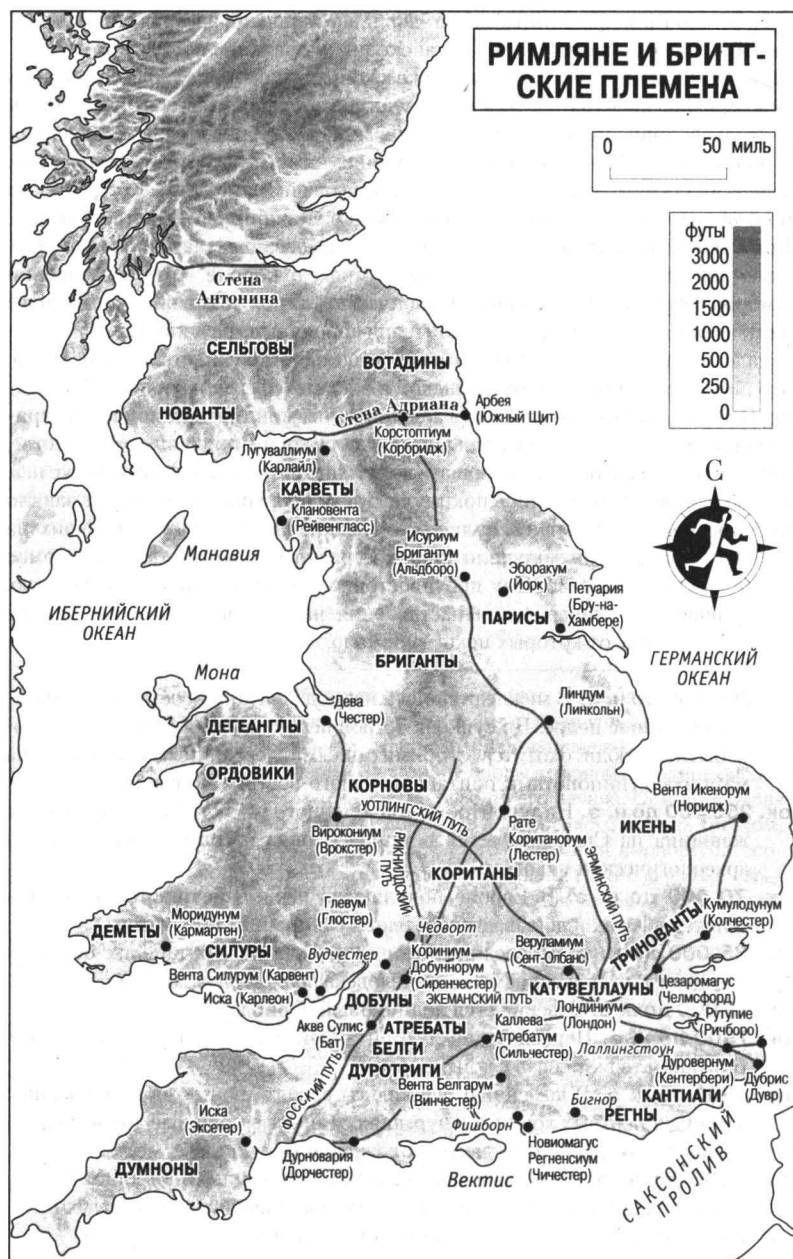 РИМЛЯНЕ И БРИТТ-
СКИЕ ПЛЕМЕНА
0 50 миль
футы
3000
2000
1500
1000
500
250
0
С
Стена
Антонина
СЕЛЬГОВЫ
ВОТАДИНЫ
НОВАНТЫ
Стена Адриана
Арбея
(Южный Щит)
Корстоптиум
(Корбридж)
Лугуваллиум
(Карлайл)
КАРВЕТЫ
Клановента
(Рейвенгласс)
Манавия
Исуриум
Бригантум
(Альдборо)
Эборакум
(Йорк)
Петуария
(Бру-на-
Хамбере)
ПАРИСЫ
ИБЕРНИЙСКИЙ
ОКЕАН
БРИГАНТЫ
ГЕРМАНСКИЙ
ОКЕАН
Мона
Дева
(Честер)
Линдум
(Линкольн)
ДЕГЕАНГЛЫ
ОРДОВИКИ
КОРНОВЫ
УОТЛИНГСКИЙ ПУТЬ
Вента Икенорум
(Норидж)
ИКЕНЫ
Вирокониум
(Врокстер)
РИКНИЛДСКИЙ
ПУТЬ
Рате
Коританорум
(Лестер)
КОРИТАНЫ
ЭРМИНСКИЙ ПУТЬ
Глевум
(Глостер)
Чедворт
Кумулодунум
(Колчестер)
Моридунум
(Кармартен)
ДЕМЕТЫ
СИЛУРЫ
Вудчестер
Кориниум
Добуннорум
(Сиренчестер)
Веруламиум
(Сент-Олбанс)
ТРИНОВАНТЫ
Вента Силурум (Карвент)
Иска (Карлеон)
ДОБУНЫ
ЭКЕМАНСКИЙ ПУТЬ
КАТУВЕЛЛАУНЫ
Цезаромагус
(Челмсфорд)
Лондиниум
(Лондон)
Рутупие
(Ричборо)
Акве Сулис
(Бат)
АТРЕБАТЫ
БЕЛГИ
Каллева
Атребатум
(Сильчестер)
Лаллингстоун
ДУРОТРИГИ
Дуровернум
(Кентербери)
Дубрис
(Дувр)
ФОССКИЙ ПУТЬ
Вента Белгарум
(Винчестер)
КАНТИАГИ
Бигнор
РЕГНЫ
Иска
(Эксетер)
Фишборн
Новиомагус
Регненсиум
(Чичестер)
ДУМНОНЫ
Дурновария
(Дорчестер)
Вектис
САКСОНСКИЙ
ПРОЛИВ